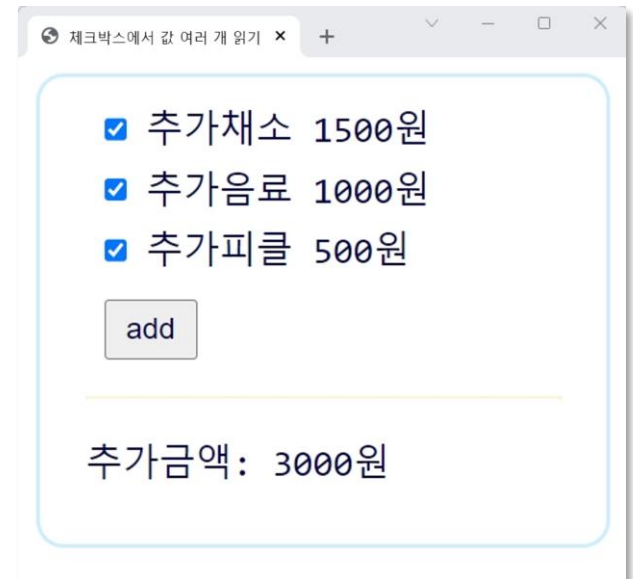 체크박스에서 값 여러 개 읽기
추가채소 1500원
추가음료 1000원
추가피클 500원
add
추가금액: 3000원